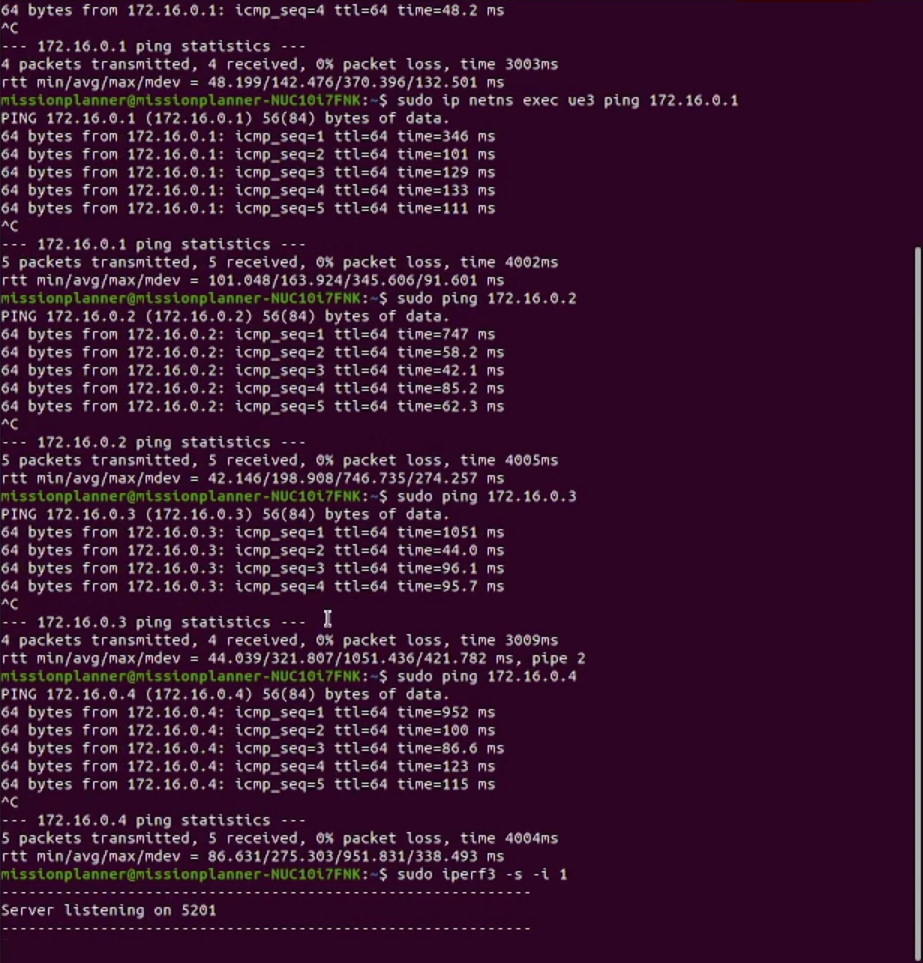 64 bytes from 172.16.0.1: icmp_seq=4 ttl=64 time=48.2 ms
^C
--- 172.16.0.1 ping statistics ---
4 packets transmitted, 4 received, 0% packet loss, time 3003ms
rtt min/avg/max/mdev = 48.199/142.476/370.396/132.501 ms
missionplanner@missionplanner-NUC10i7FNK:~$ sudo ip netns exec ue3 ping 172.16.0.1
PING 172.16.0.1 (172.16.0.1) 56(84) bytes of data.
64 bytes from 172.16.0.1: icmp_seq=1 ttl=64 time=346 ms
64 bytes from 172.16.0.1: icmp_seq=2 ttl=64 time=101 ms
64 bytes from 172.16.0.1: icmp_seq=3 ttl=64 time=129 ms
64 bytes from 172.16.0.1: icmp_seq=4 ttl=64 time=133 ms
64 bytes from 172.16.0.1: icmp_seq=5 ttl=64 time=111 ms
^C
--- 172.16.0.1 ping statistics ---
5 packets transmitted, 5 received, 0% packet loss, time 4002ms
rtt min/avg/max/mdev = 101.048/163.924/345.606/91.601 ms
missionplanner@missionplanner-NUC10i7FNK:~$ sudo ping 172.16.0.2
PING 172.16.0.2 (172.16.0.2) 56(84) bytes of data.
64 bytes from 172.16.0.2: icmp_seq=1 ttl=64 time=747 ms
64 bytes from 172.16.0.2: icmp_seq=2 ttl=64 time=58.2 ms
64 bytes from 172.16.0.2: icmp_seq=3 ttl=64 time=42.1 ms
64 bytes from 172.16.0.2: icmp_seq=4 ttl=64 time=85.2 ms
64 bytes from 172.16.0.2: icmp_seq=5 ttl=64 time=62.3 ms
^C
--- 172.16.0.2 ping statistics ---
5 packets transmitted, 5 received, 0% packet loss, time 4005ms
rtt min/avg/max/mdev = 42.146/198.908/746.735/274.257 ms
missionplanner@missionplanner-NUC10i7FNK:~$ sudo ping 172.16.0.3
PING 172.16.0.3 (172.16.0.3) 56(84) bytes of data.
64 bytes from 172.16.0.3: icmp_seq=1 ttl=64 time=1051 ms
64 bytes from 172.16.0.3: icmp_seq=2 ttl=64 time=44.0 ms
64 bytes from 172.16.0.3: icmp_seq=3 ttl=64 time=96.1 ms
64 bytes from 172.16.0.3: icmp_seq=4 ttl=64 time=95.7 ms
^C
--- 172.16.0.3 ping statistics ---
4 packets transmitted, 4 received, 0% packet loss, time 3009ms
rtt min/avg/max/mdev = 44.039/321.807/1051.436/421.782 ms, pipe 2
missionplanner@missionplanner-NUC10i7FNK:~$ sudo ping 172.16.0.4
PING 172.16.0.4 (172.16.0.4) 56(84) bytes of data.
64 bytes from 172.16.0.4: icmp_seq=1 ttl=64 time=952 ms
64 bytes from 172.16.0.4: icmp_seq=2 ttl=64 time=100 ms
64 bytes from 172.16.0.4: icmp_seq=3 ttl=64 time=86.6 ms
64 bytes from 172.16.0.4: icmp_seq=4 ttl=64 time=123 ms
64 bytes from 172.16.0.4: icmp_seq=5 ttl=64 time=115 ms
^C
--- 172.16.0.4 ping statistics ---
5 packets transmitted, 5 received, 0% packet loss, time 4004ms
rtt min/avg/max/mdev = 86.631/275.303/951.831/338.493 ms
missionplanner@missionplanner-NUC10i7FNK:~$ sudo iperf3 -s -i 1
-----------------------------------------------------------
Server listening on 5201
-----------------------------------------------------------